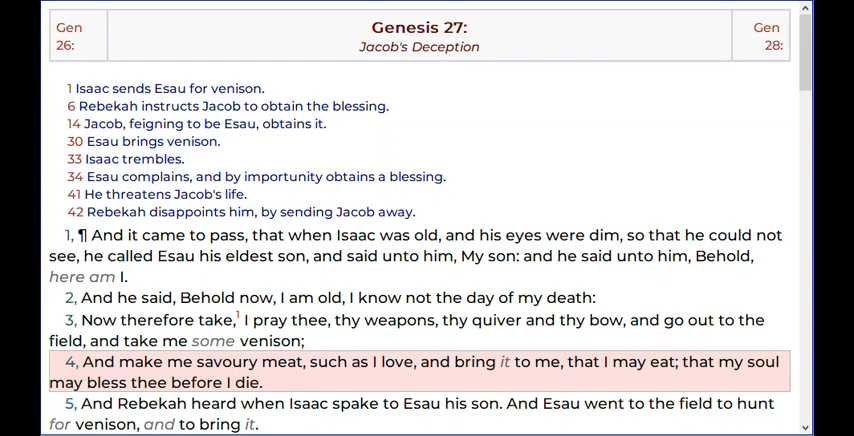 Gen
26:
Genesis 27:
Jacob's Deception
Gen
28:
1 Isaac sends Esau for venison.
6 Rebekah instructs Jacob to obtain the blessing.
14 Jacob, feigning to be Esau, obtains it.
30 Esau brings venison.
33 Isaac trembles.
34 Esau complains, and by importunity obtains a blessing.
41 He threatens Jacob's life.
42 Rebekah disappoints him, by sending Jacob away.
1, ¶ And it came to pass, that when Isaac was old, and his eyes were dim, so that he could not
see, he called Esau his eldest son, and said unto him, My son: and he said unto him, Behold,
here am I.
2, And he said, Behold now, I am old, I know not the day of my death:
3, Now therefore take,1 I pray thee, thy weapons, thy quiver and thy bow, and go out to the
field, and take me some venison;
4, And make me savoury meat, such as I love, and bring it to me, that I may eat; that my soul
may bless thee before I die.
5, And Rebekah heard when Isaac spake to Esau his son. And Esau went to the field to hunt
for venison, and to bring it.